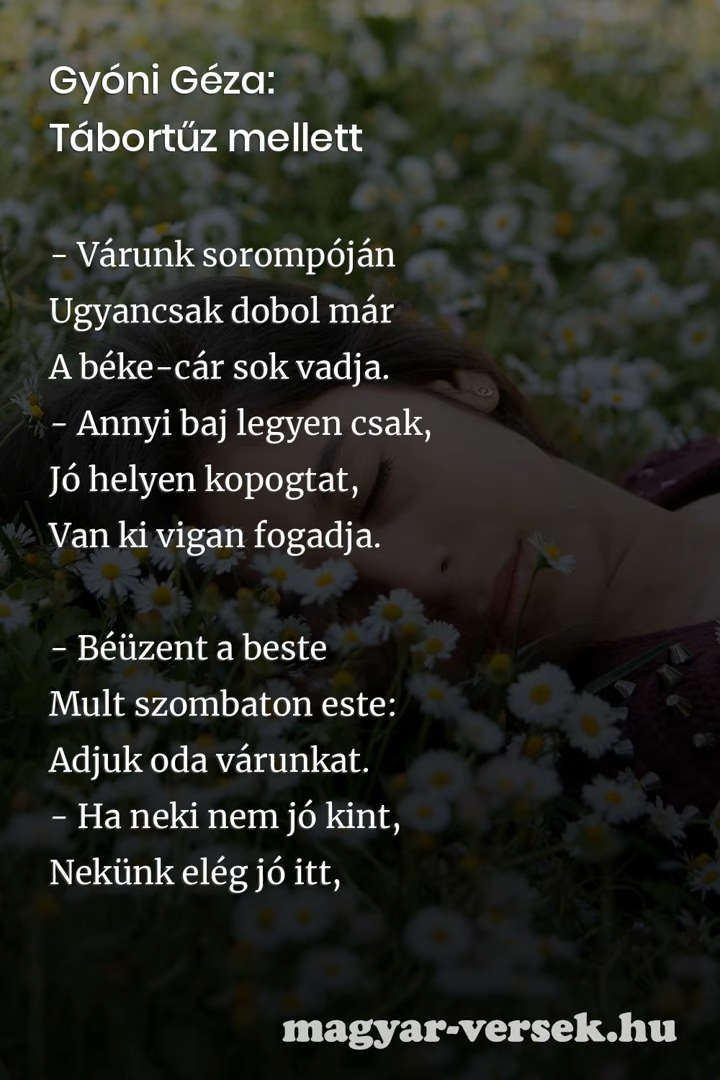 Gyóni Géza:
Tábortűz mellett
- Várunk sorompóján
Ugyancsak dobol már
A béke-cár sok vadja.
- Annyi baj legyen csak,
Jó helyen kopogtat,
Van ki vigan fogadja.
- Béüzent a beste
Mult szombaton este:
Adjuk oda várunkat.
- Ha neki nem jó kint,
Nekünk elég jó itt,
magyar-versek.hu